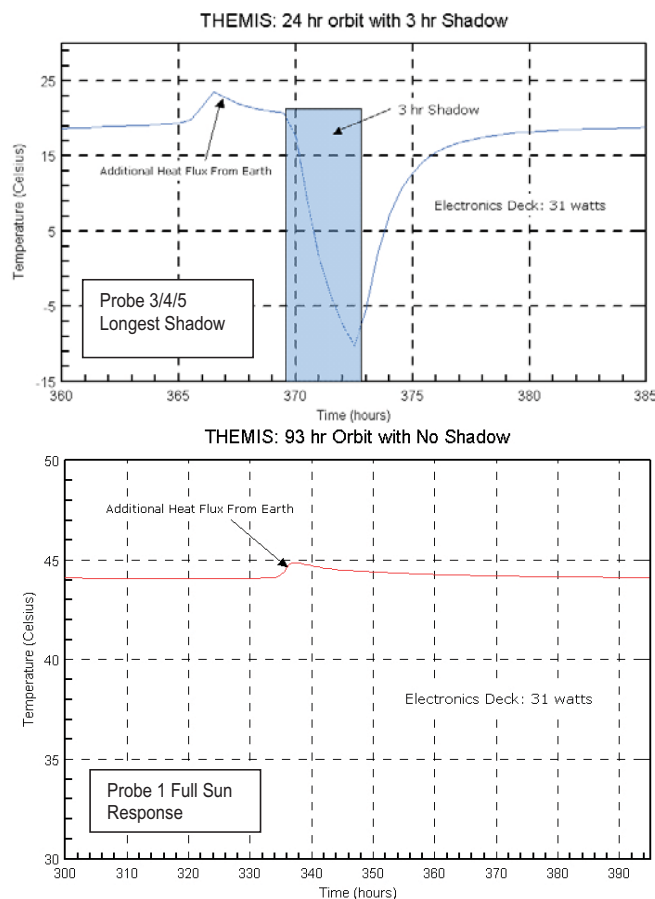 THEMIS: 24 hr orbit with 3 hr Shadow
Temperature (Celsius)
25
15
5
-5
-15
3 hr Shadow
Additional Heat Flux From Earth
Electronics Deck: 31 watts
Probe 3/4/5
Longest Shadow
360
365
370
375
380
385
Time (hours)
THEMIS: 93 hr Orbit with No Shadow
Temperature (Celsius)
50
45
40
35
30
Additional Heat Flux From Earth
Electronics Deck: 31 watts
Probe 1 Full Sun
Response
300
310
320
330
340
350
360
370
380
390
Time (hours)